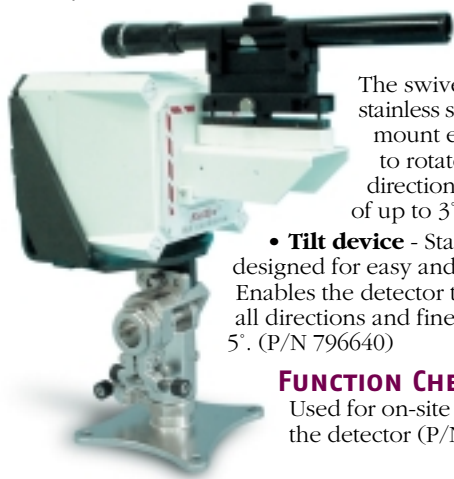 The swive
stainless s
mount e
to rotate
direction
of up to 3°
• Tilt device - Sta
designed for easy and
Enables the detector t
all directions and fine
5°. (P/N 796640)
FUNCTION CHE
Used for on-site
the detector (P/N